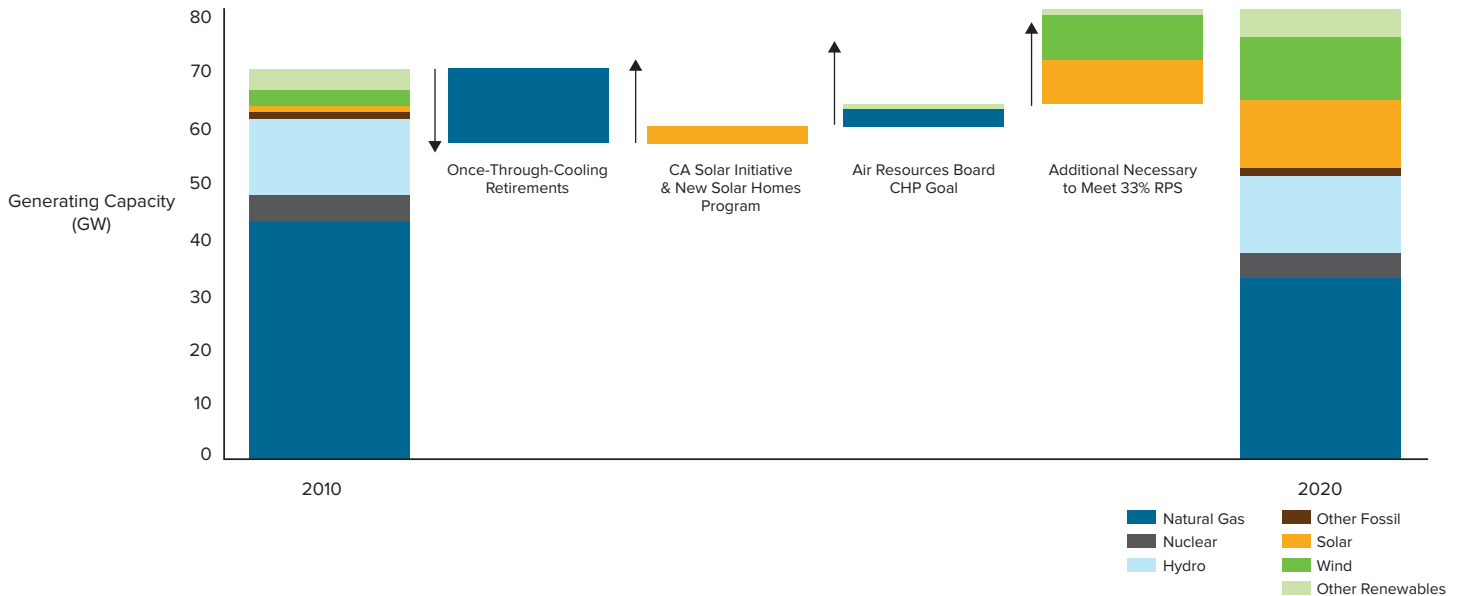 80
70
60
50
40
30
20
10
0
Generating Capacity
(GW)
Once-Through-Cooling
Retirements
CA Solar Initiative
& New Solar Homes
Program
Air Resources Board
CHP Goal
Additional Necessary
to Meet 33% RPS
2010
2020
Natural Gas
Nuclear
Hydro
Other Fossil
Solar
Wind
Other Renewables